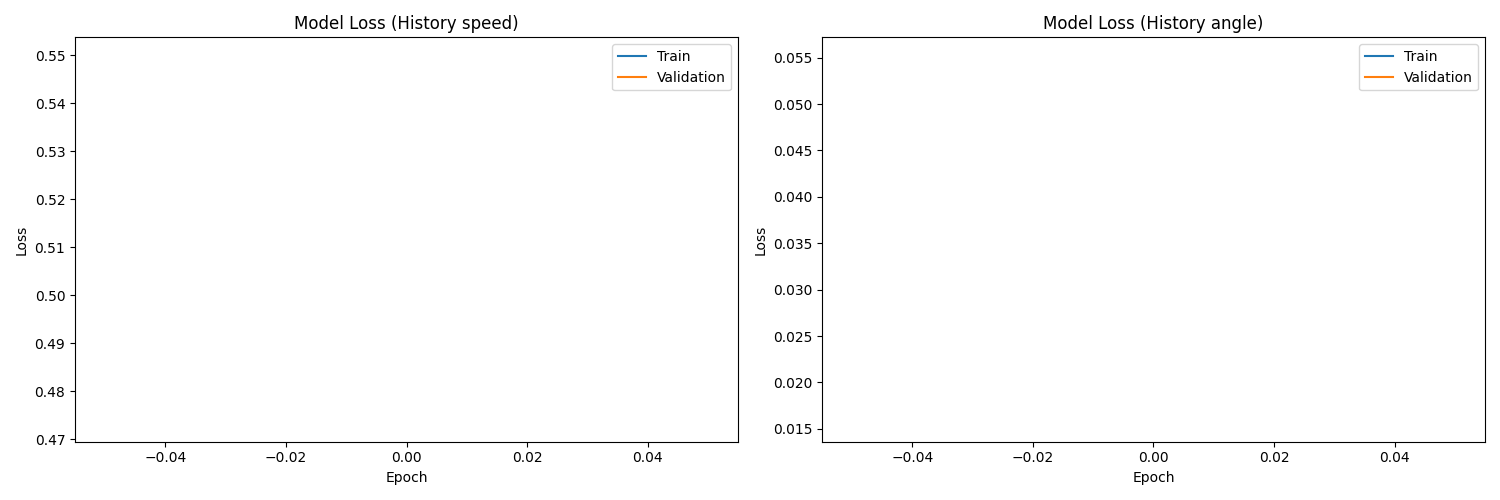 Model Loss (History speed)
0.55
0.54
0.53
0.52
0.51
0.50
0.49
0.48
0.47
Loss
−0.04 −0.02 0.00 0.02 0.04
Epoch
Train
Validation
Model Loss (History angle)
0.055
0.050
0.045
0.040
0.035
0.030
0.025
0.020
0.015
Loss
−0.04 −0.02 0.00 0.02 0.04
Epoch
Train
Validation